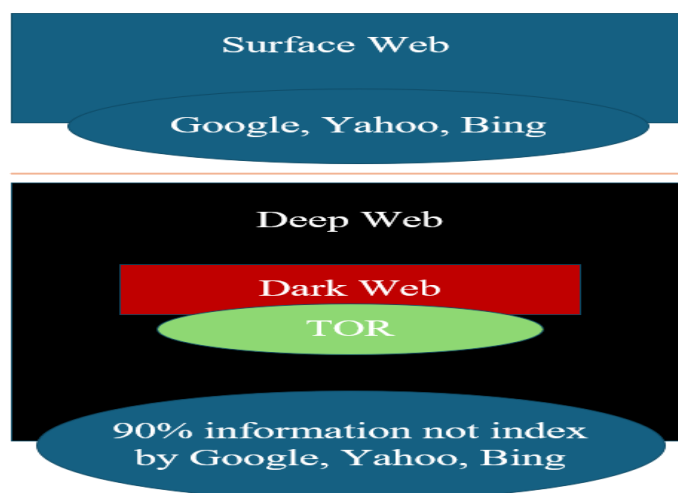 Surface Web
Google, Yahoo, Bing
Deep Web
Dark Web
TOR
90% information not index
by Google, Yahoo, Bing